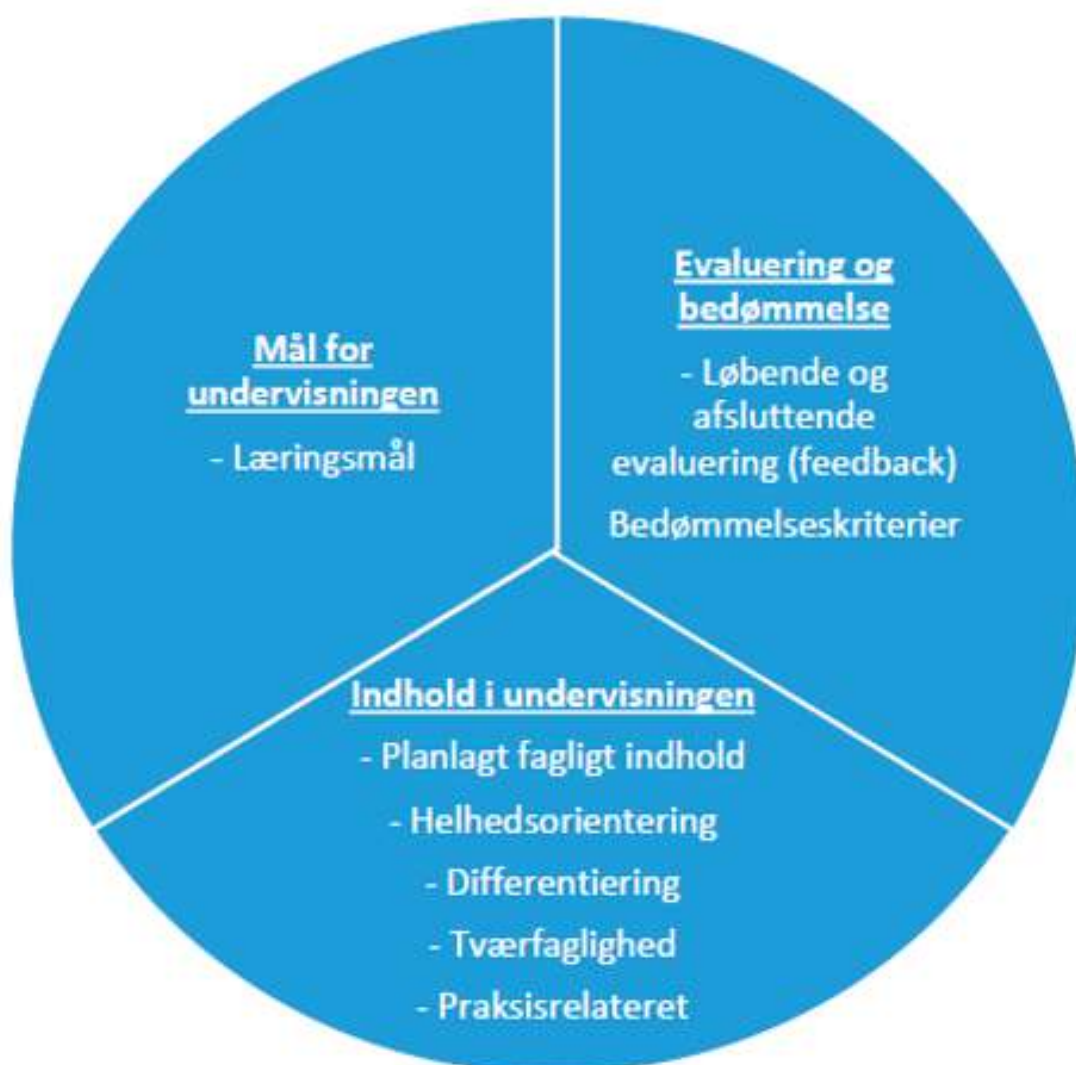 Mål for
undervisningen
- Læringsmål
Evaluering og
bedømmelse
- Løbende og
afsluttende
evaluering (feedback)
Bedømmelseskriterier
Indhold i undervisningen
- Planlagt fagligt indhold
- Helhedsorientering
- Differentiering
- Tværfaglighed
- Praksisrelateret